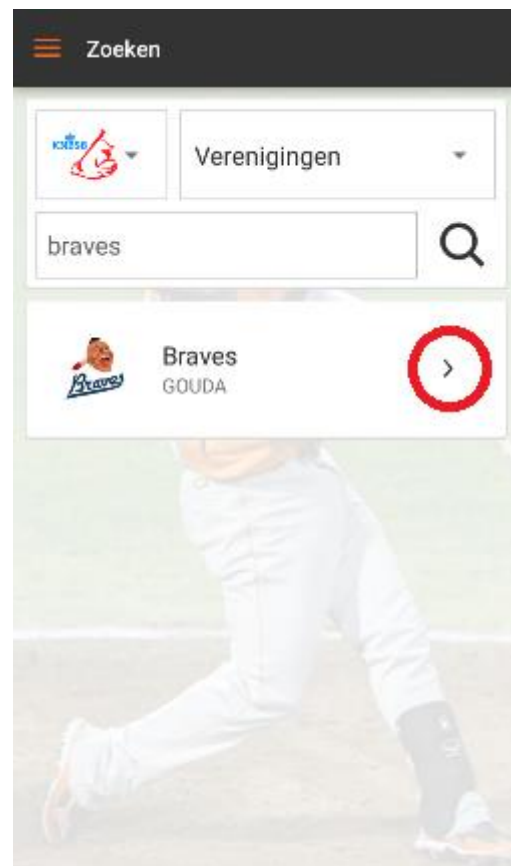 Zoeken
KNBSB
Verenigingen
braves
Braves
Braves
GOUDA